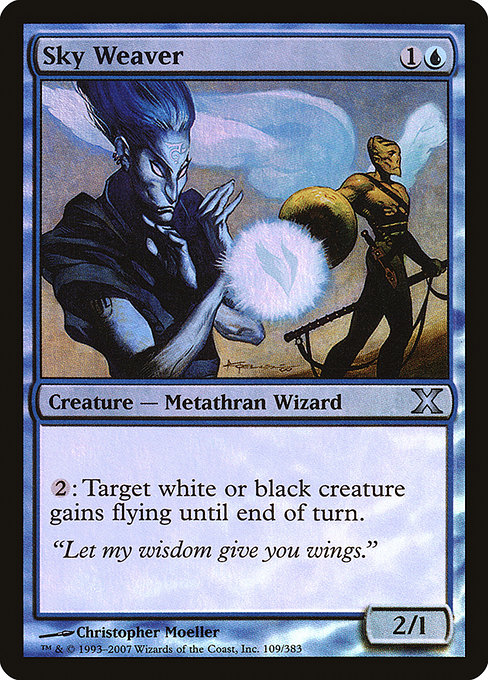 Sky Weaver 1
Creature — Metathran Wizard X
2: Target white or black creature
gains flying until end of turn.
“Let my wisdom give you wings.”
Christopher Moeller
2/1
™ & © 1993–2007 Wizards of the Coast, Inc. 109/383